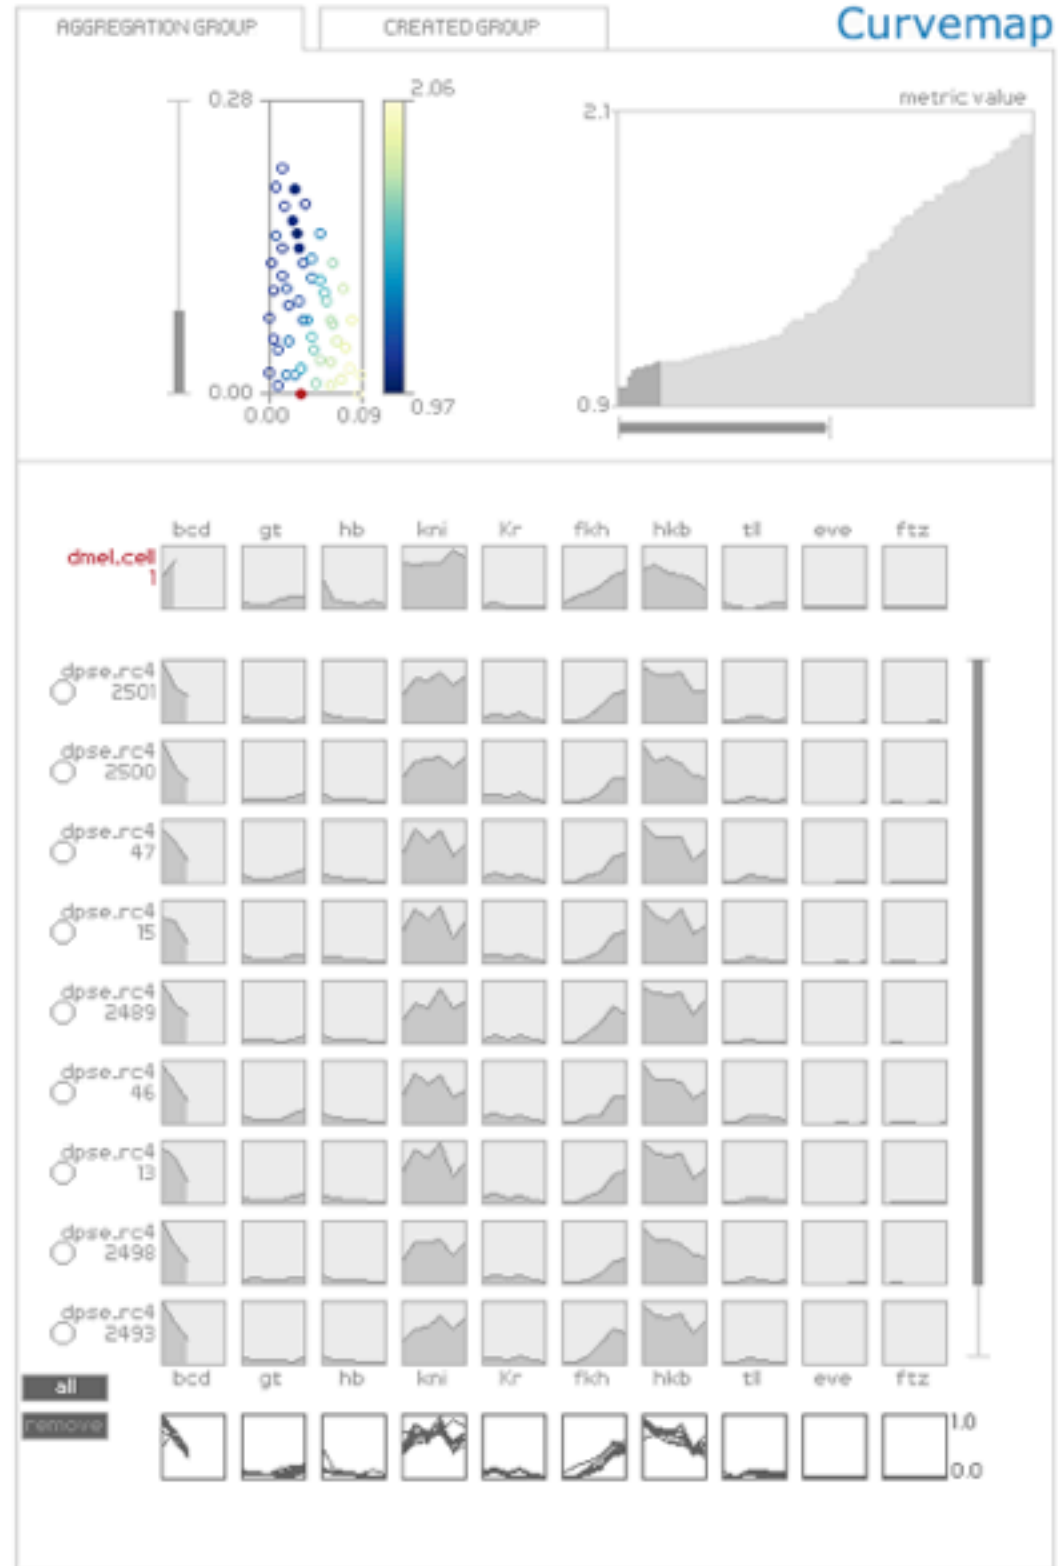 AGGREGATION GROUP CREATED GROUP Curvemap
0.28 2.06
0.00 0.97
0.00 0.09
metric value
2.1
0.9
bcd gt hb kni Kr fkh hkb tll eve ftz
dmel.cell
1
dpse.rc4
2501
dpse.rc4
2500
dpse.rc4
47
dpse.rc4
15
dpse.rc4
2489
dpse.rc4
46
dpse.rc4
13
dpse.rc4
2498
dpse.rc4
2493
bcd gt hb kni Kr fkh hkb tll eve ftz
all
remove
1.0
0.0